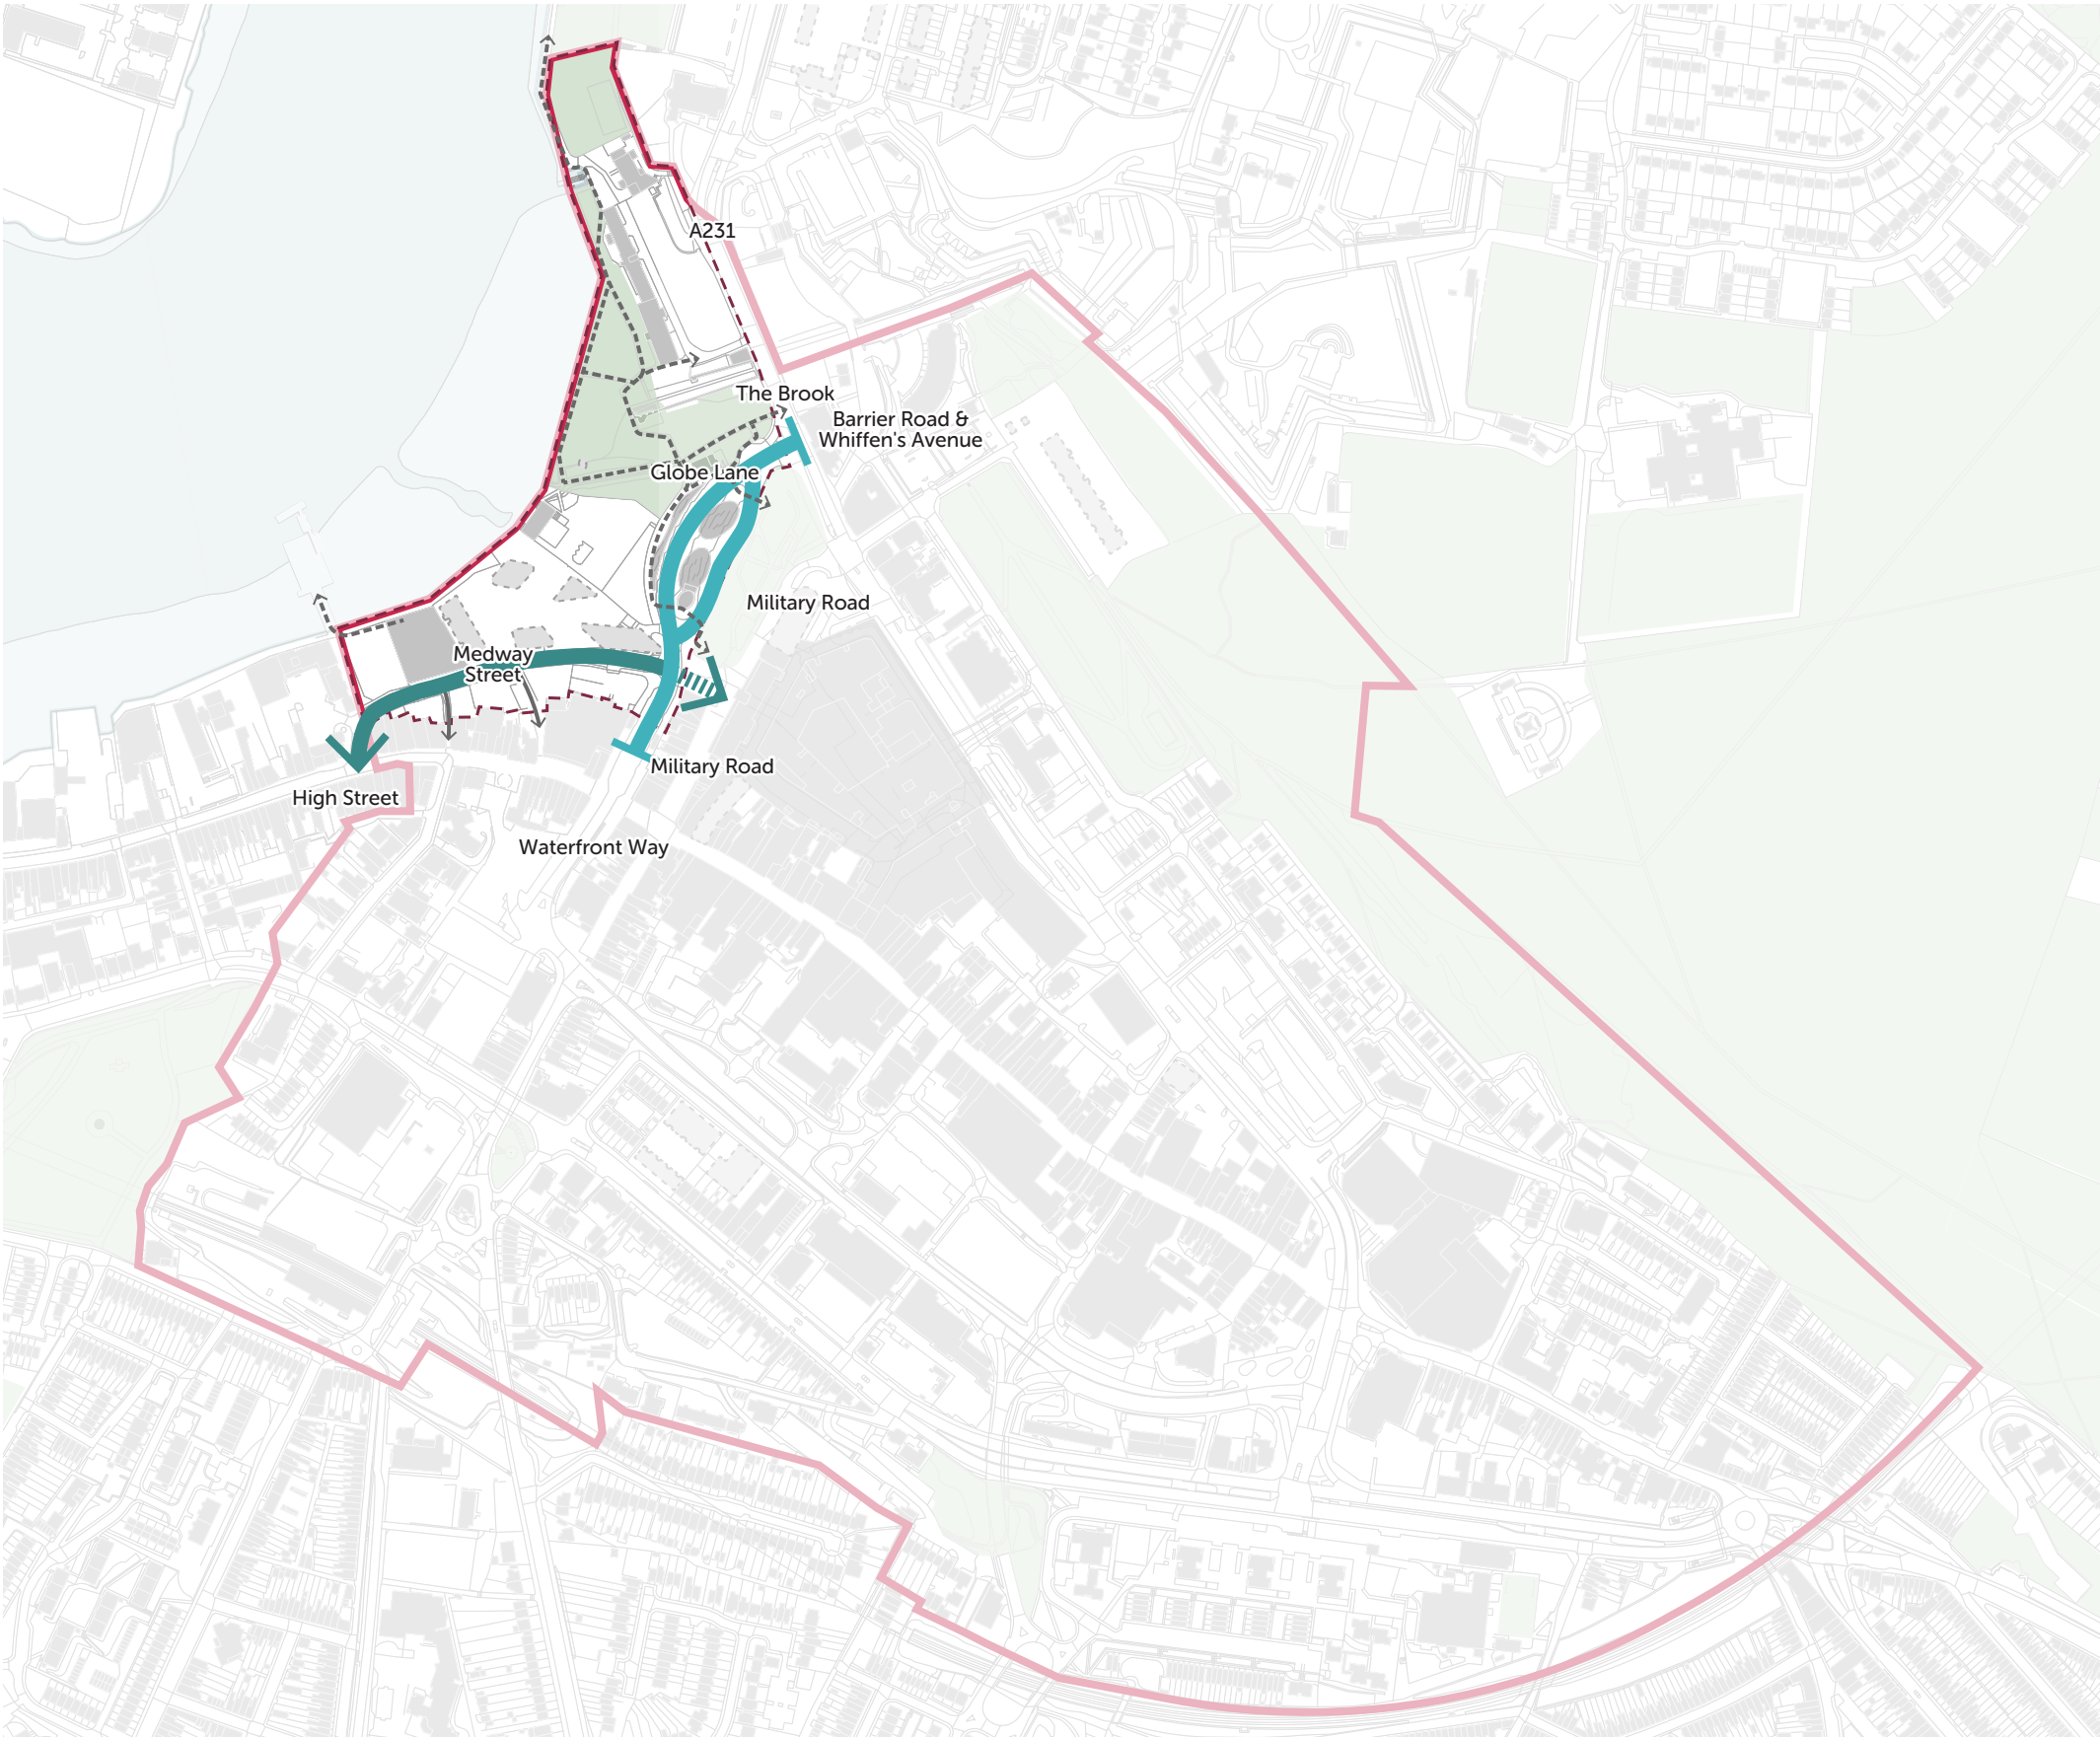 A231
The Brook
Barrier Road &
Whiffen's Avenue
Globe Lane
Military Road
Medway
Street
Military Road
High Street
Waterfront Way